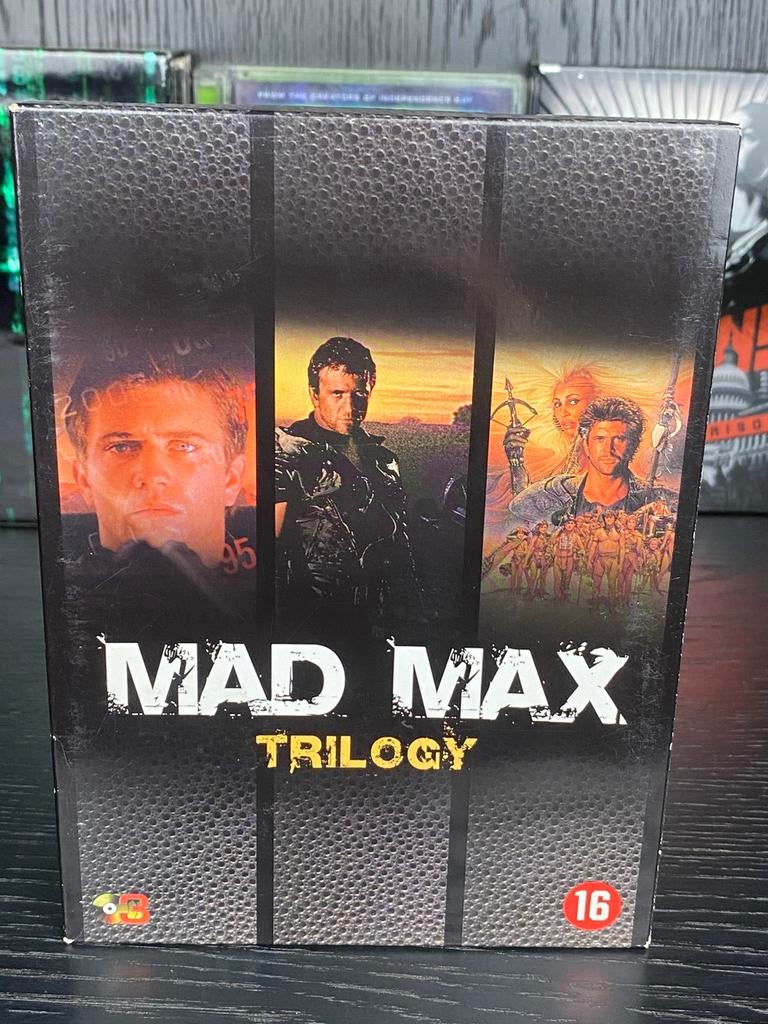 FROM THE CREATORS OF INDEPENDENCE DAY
95
MAD MAX
TRILOGY
16